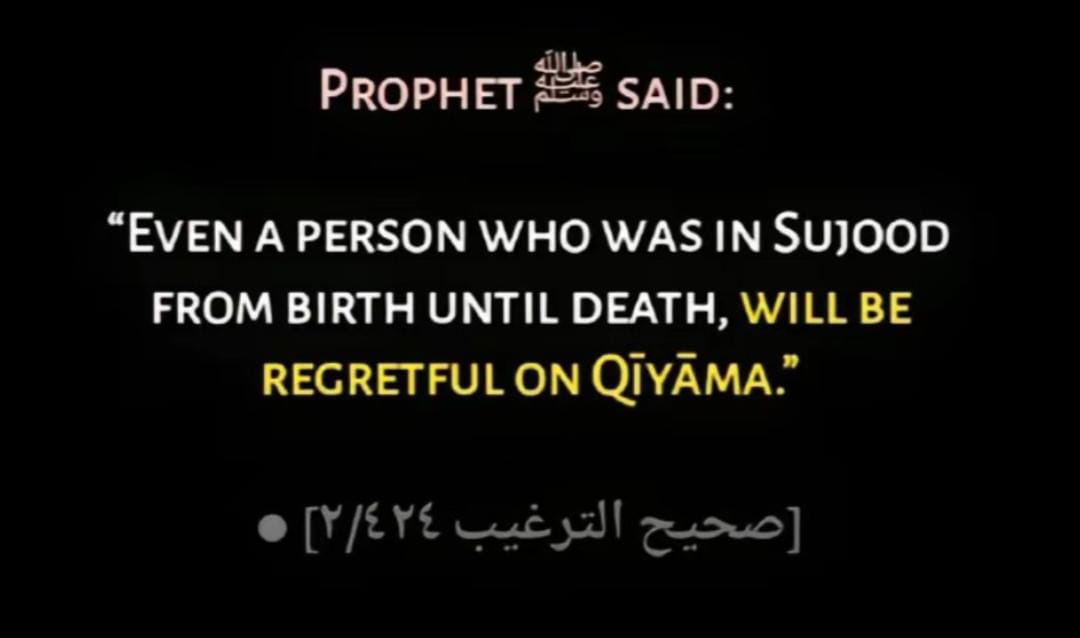 PROPHET ﷺ SAID:
“EVEN A PERSON WHO WAS IN SUJOOD
FROM BIRTH UNTIL DEATH, WILL BE
REGRETFUL ON QĪYĀMA.”
[صحيح الترغيب ٢/٤٢٤] ●